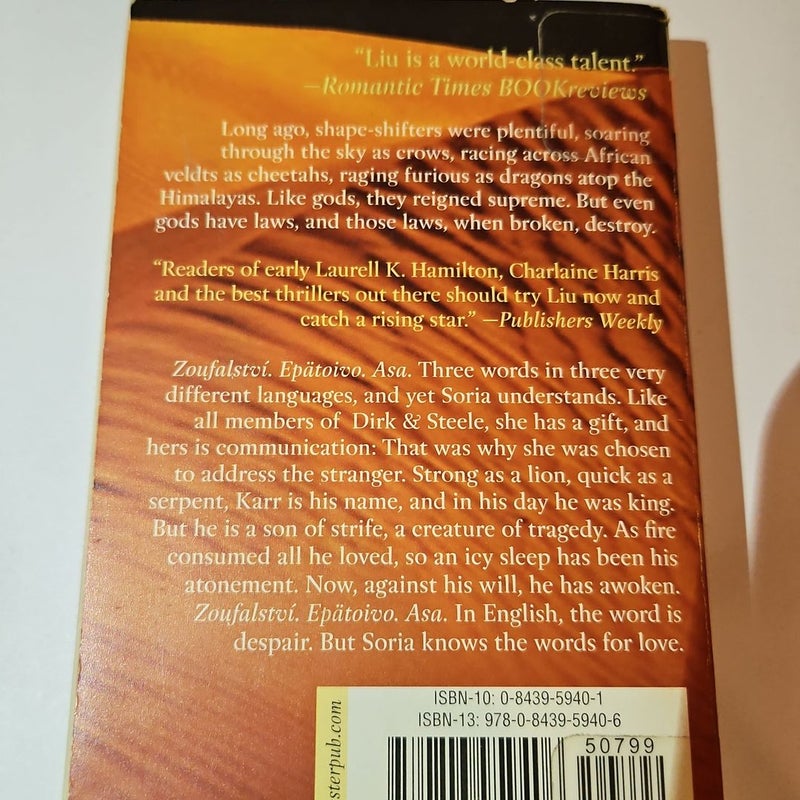 “Liu is a world-class talent.”
—Romantic Times BOOKreviews
Long ago, shape-shifters were plentiful, soaring
through the sky as crows, racing across African
veldts as cheetahs, raging furious as dragons atop the
Himalayas. Like gods, they reigned supreme. But even
gods have laws, and those laws, when broken, destroy.
“Readers of early Laurell K. Hamilton, Charlaine Harris
and the best thrillers out there should try Liu now and
catch a rising star.” —Publishers Weekly
Zoufalství. Epätoivo. Asa. Three words in three very
different languages, and yet Soria understands. Like
all members of Dirk & Steele, she has a gift, and
hers is communication: That was why she was chosen
to address the stranger. Strong as a lion, quick as a
serpent, Karr is his name, and in his day he was king.
But he is a son of strife, a creature of tragedy. As fire
consumed all he loved, so an icy sleep has been his
atonement. Now, against his will, he has awoken.
Zoufalství. Epätoivo. Asa. In English, the word is
despair. But Soria knows the words for love.
ISBN-10: 0-8439-5940-1
ISBN-13: 978-0-8439-5940-6
50799
sterpub.com